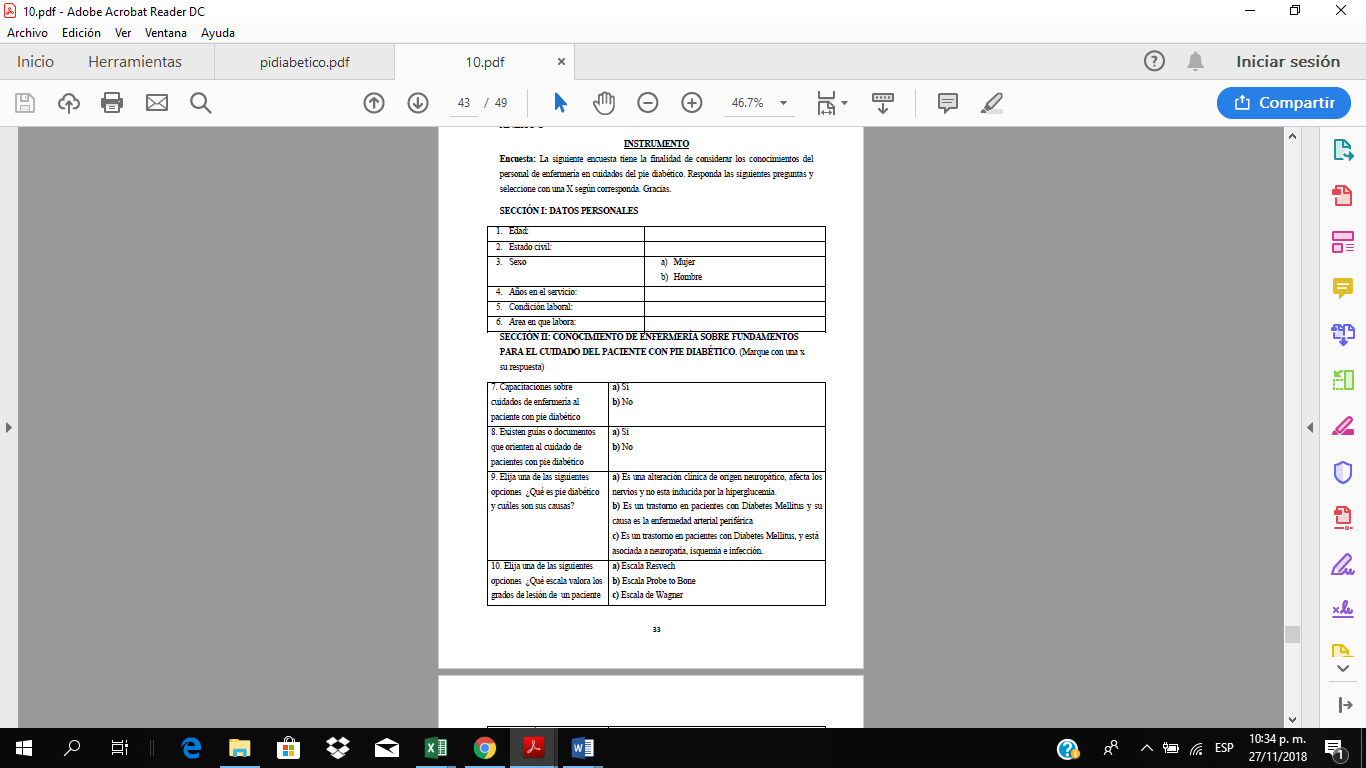 10.pdf - Adobe Acrobat Reader DC
Archivo Edición Ver Ventana Ayuda
Inicio Herramientas pidiabetico.pdf 10.pdf × Iniciar sesión
43 / 49 46.7% Compartir
INSTRUMENTO
Encuesta: La siguiente encuesta tiene la finalidad de considerar los conocimientos del
personal de enfermería en cuidados del pie diabético. Responda las siguientes preguntas y
seleccione con una X según corresponda. Gracias.
SECCIÓN I: DATOS PERSONALES
1. Edad:
2. Estado civil:
3. Sexo
a) Mujer
b) Hombre
4. Años en el servicio:
5. Condición laboral:
6. Area en que labora:
SECCIÓN II: CONOCIMIENTO DE ENFERMERÍA SOBRE FUNDAMENTOS
PARA EL CUIDADO DEL PACIENTE CON PIE DIABÉTICO. (Marque con una x
su respuesta)
7. Capacitaciones sobre
cuidados de enfermería al
paciente con pie diabético
a) Si
b) No
8. Existen guías o documentos
que orienten al cuidado de
pacientes con pie diabético
a) Si
b) No
9. Elija una de las siguientes
opciones ¿Qué es pie diabético
y cuáles son sus causas?
a) Es una alteración clínica de origen neuropático, afecta los
nervios y no esta inducida por la hiperglucemia.
b) Es un trastorno en pacientes con Diabetes Mellitus y su
causa es la enfermedad arterial periférica
c) Es un trastorno en pacientes con Diabetes Mellitus, y está
asociada a neuropatía, isquemia e infección.
10. Elija una de las siguientes
opciones ¿Qué escala valora los
grados de lesión de un paciente
a) Escala Resvech
b) Escala Probe to Bone
c) Escala de Wagner
33
ESP
10:34 p. m.
27/11/2018
1